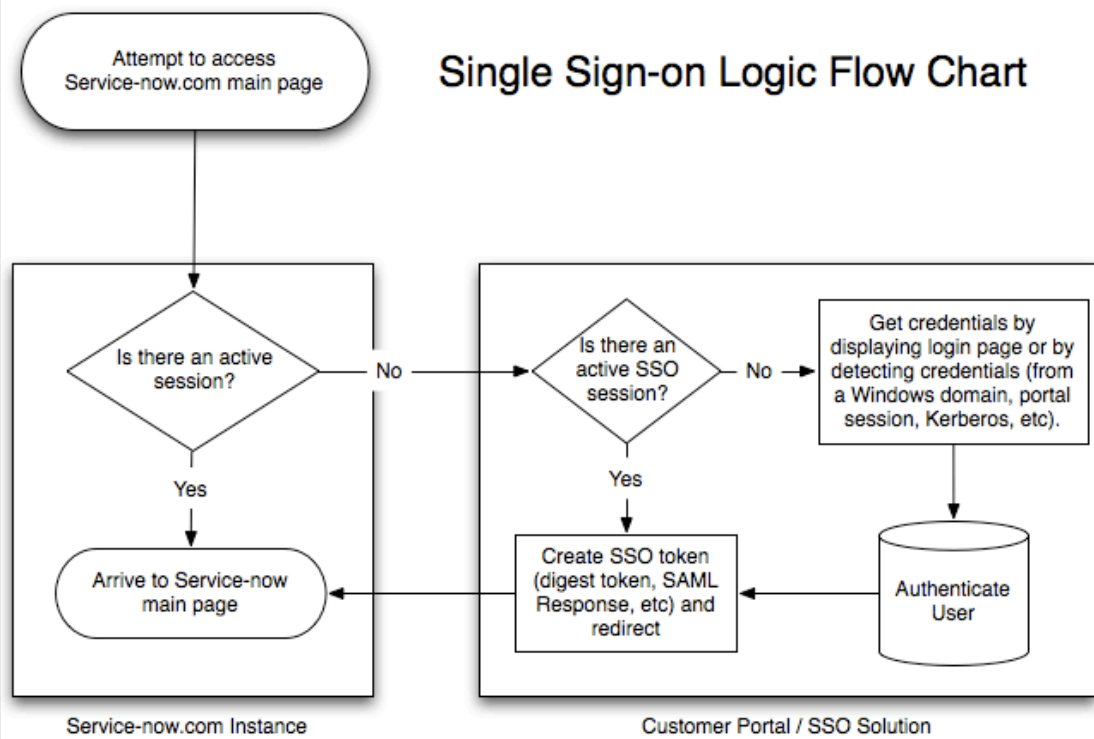 Attempt to access
Service-now.com main page
Single Sign-on Logic Flow Chart
Is there an active
session?
No
Yes
Arrive to Service-now
main page
Service-now.com Instance
Is there an
active SSO
session?
No
Get credentials by
displaying login page or by
detecting credentials (from
a Windows domain, portal
session, Kerberos, etc).
Yes
Create SSO token
(digest token, SAML
Response, etc) and
redirect
Authenticate
User
Customer Portal / SSO Solution